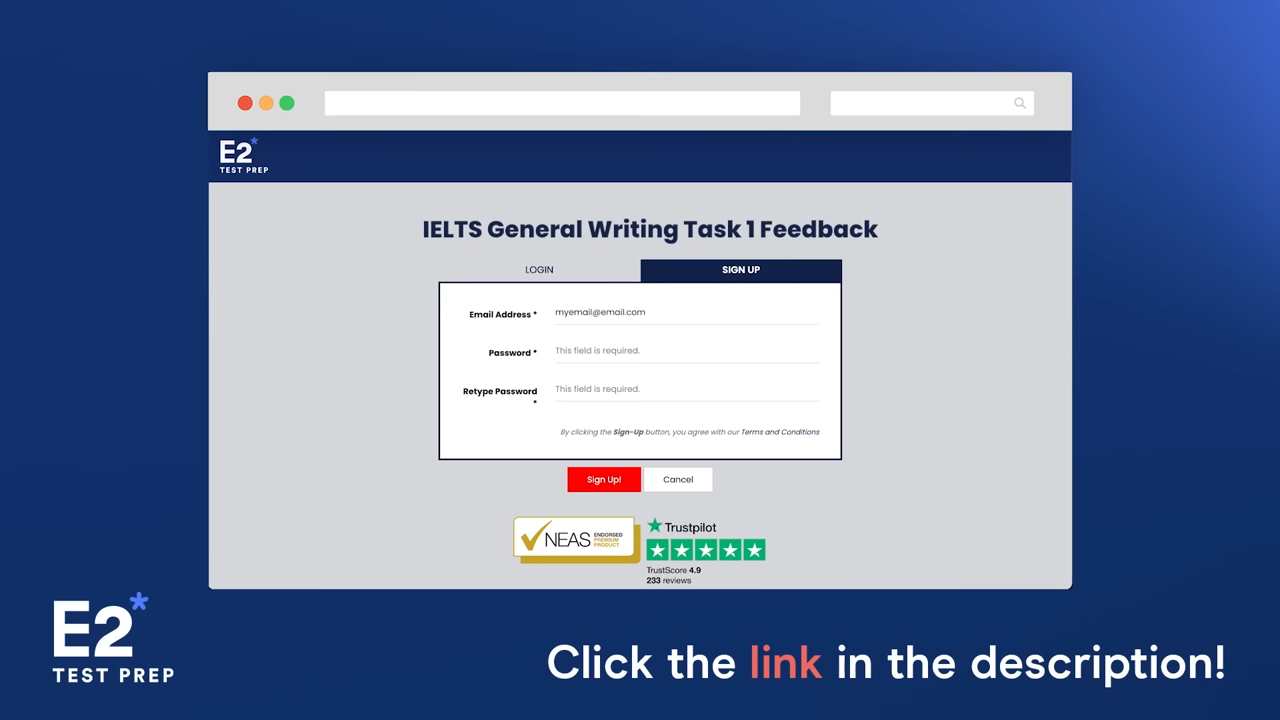 E2*
TEST PREP
IELTS General Writing Task 1 Feedback
LOGIN
SIGN UP
Email Address *
myemail@email.com
Password *
This field is required.
Retype Password
*
This field is required.
By clicking the Sign-Up button, you agree with our Terms and Conditions
Sign Up!
Cancel
NEAS
ENDORSED
PREMIUM
PRODUCT
Trustpilot
TrustScore 4.9
233 reviews
E2*
TEST PREP
Click the link in the description!